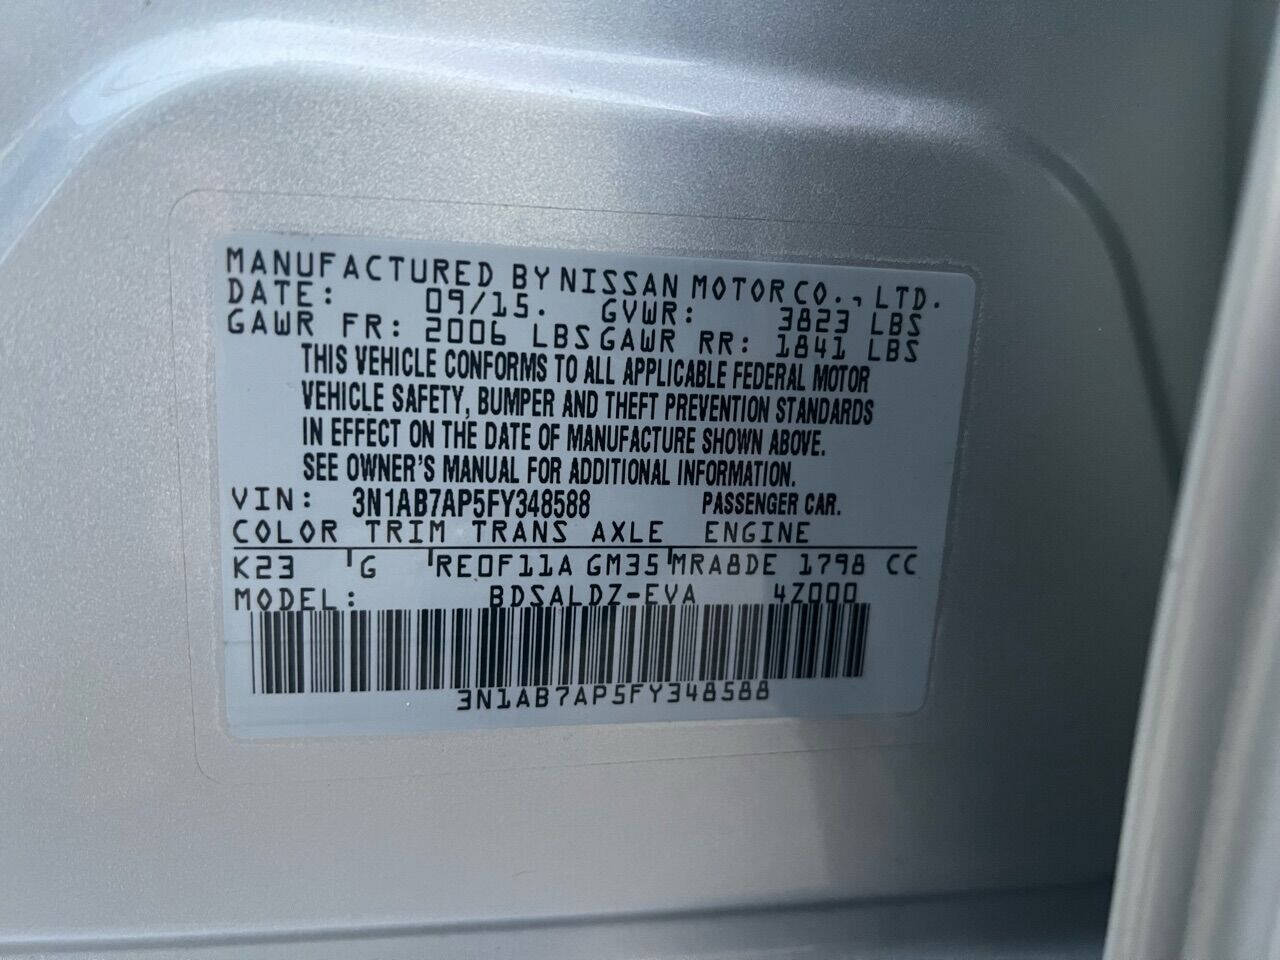 MANUFACTURED BY NISSAN MOTOR CO., LTD.
DATE: 09/15. GVWR: 3823 LBS
GAWR FR: 2006 LBS GAWR RR: 1841 LBS
THIS VEHICLE CONFORMS TO ALL APPLICABLE FEDERAL MOTOR
VEHICLE SAFETY, BUMPER AND THEFT PREVENTION STANDARDS
IN EFFECT ON THE DATE OF MANUFACTURE SHOWN ABOVE.
SEE OWNER'S MANUAL FOR ADDITIONAL INFORMATION.
VIN: 3N1AB7AP5FY348588 PASSENGER CAR.
COLOR TRIM TRANS AXLE ENGINE
K23 G RE0F11A GM35 MRA8DE 1798 CC
MODEL: BDSALDZ-EVA 4Z000
3N1AB7AP5FY348588